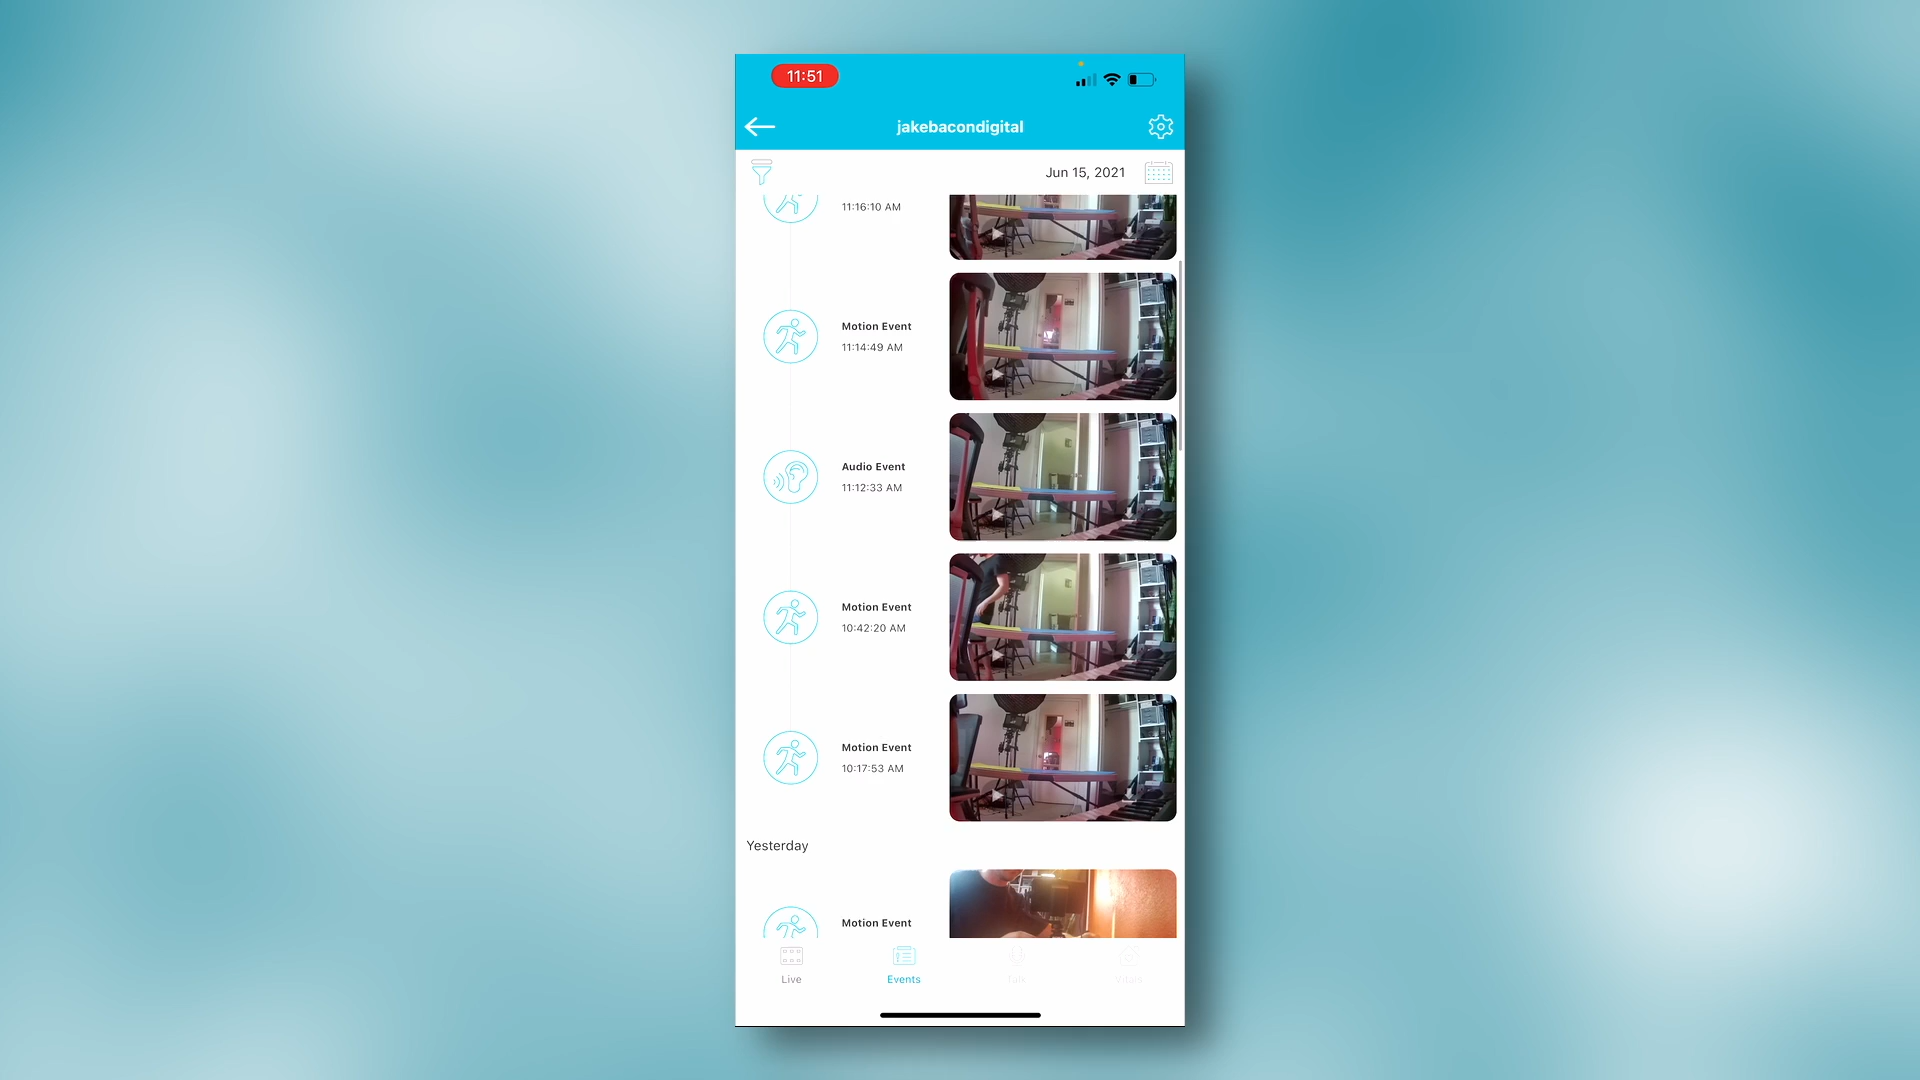 11:51
jakebacondigital
Jun 15, 2021
11:16:10 AM
Motion Event
11:14:49 AM
Audio Event
11:12:33 AM
Motion Event
10:42:20 AM
Motion Event
10:17:53 AM
Yesterday
Motion Event
Live
Events
Talk
Vitals